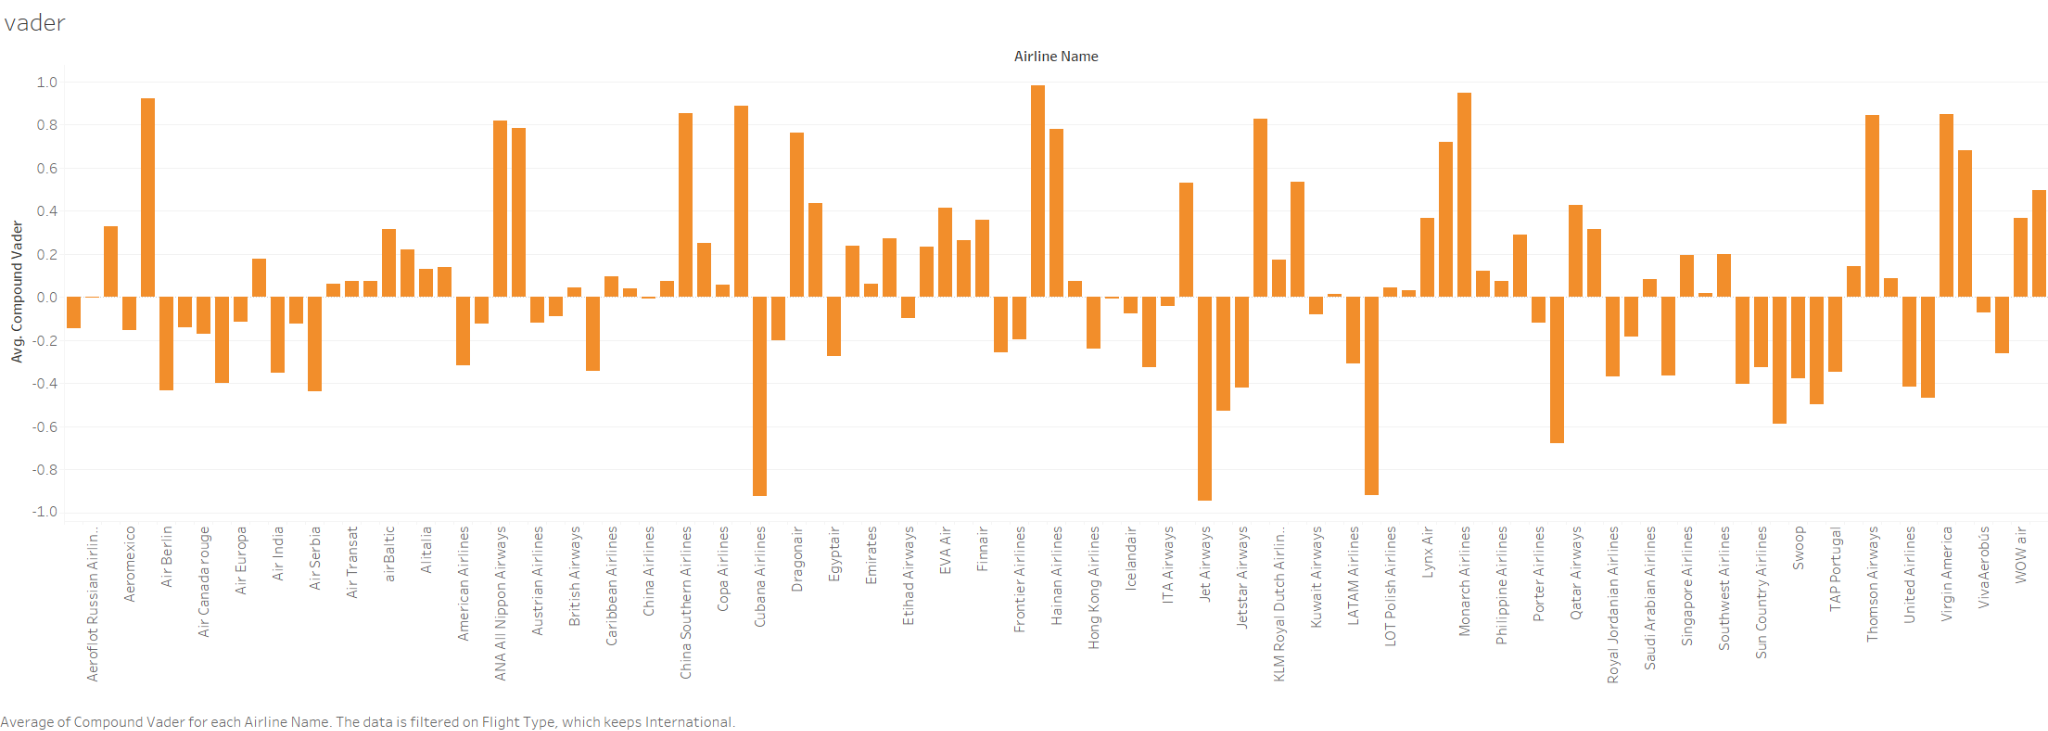 vader
Airline Name
Avg. Compound Vader
1.0
0.8
0.6
0.4
0.2
0.0
-0.2
-0.4
-0.6
-0.8
-1.0
Aeroflot Russian Airlin..
Aeromexico
Air Berlin
Air Canada rouge
Air Europa
Air India
Air Serbia
Air Transat
airBaltic
Alitalia
American Airlines
ANA All Nippon Airways
Austrian Airlines
British Airways
Caribbean Airlines
China Airlines
China Southern Airlines
Copa Airlines
Cubana Airlines
Dragonair
Egyptair
Emirates
Etihad Airways
EVA Air
Finnair
Frontier Airlines
Hainan Airlines
Hong Kong Airlines
Icelandair
ITA Airways
Jet Airways
Jetstar Airways
KLM Royal Dutch Airlin..
Kuwait Airways
LATAM Airlines
LOT Polish Airlines
Lynx Air
Monarch Airlines
Philippine Airlines
Porter Airlines
Qatar Airways
Royal Jordanian Airlines
Saudi Arabian Airlines
Singapore Airlines
Southwest Airlines
Sun Country Airlines
Swoop
TAP Portugal
Thomson Airways
United Airlines
Virgin America
VivaAerobús
WOW air
Average of Compound Vader for each Airline Name. The data is filtered on Flight Type, which keeps International.